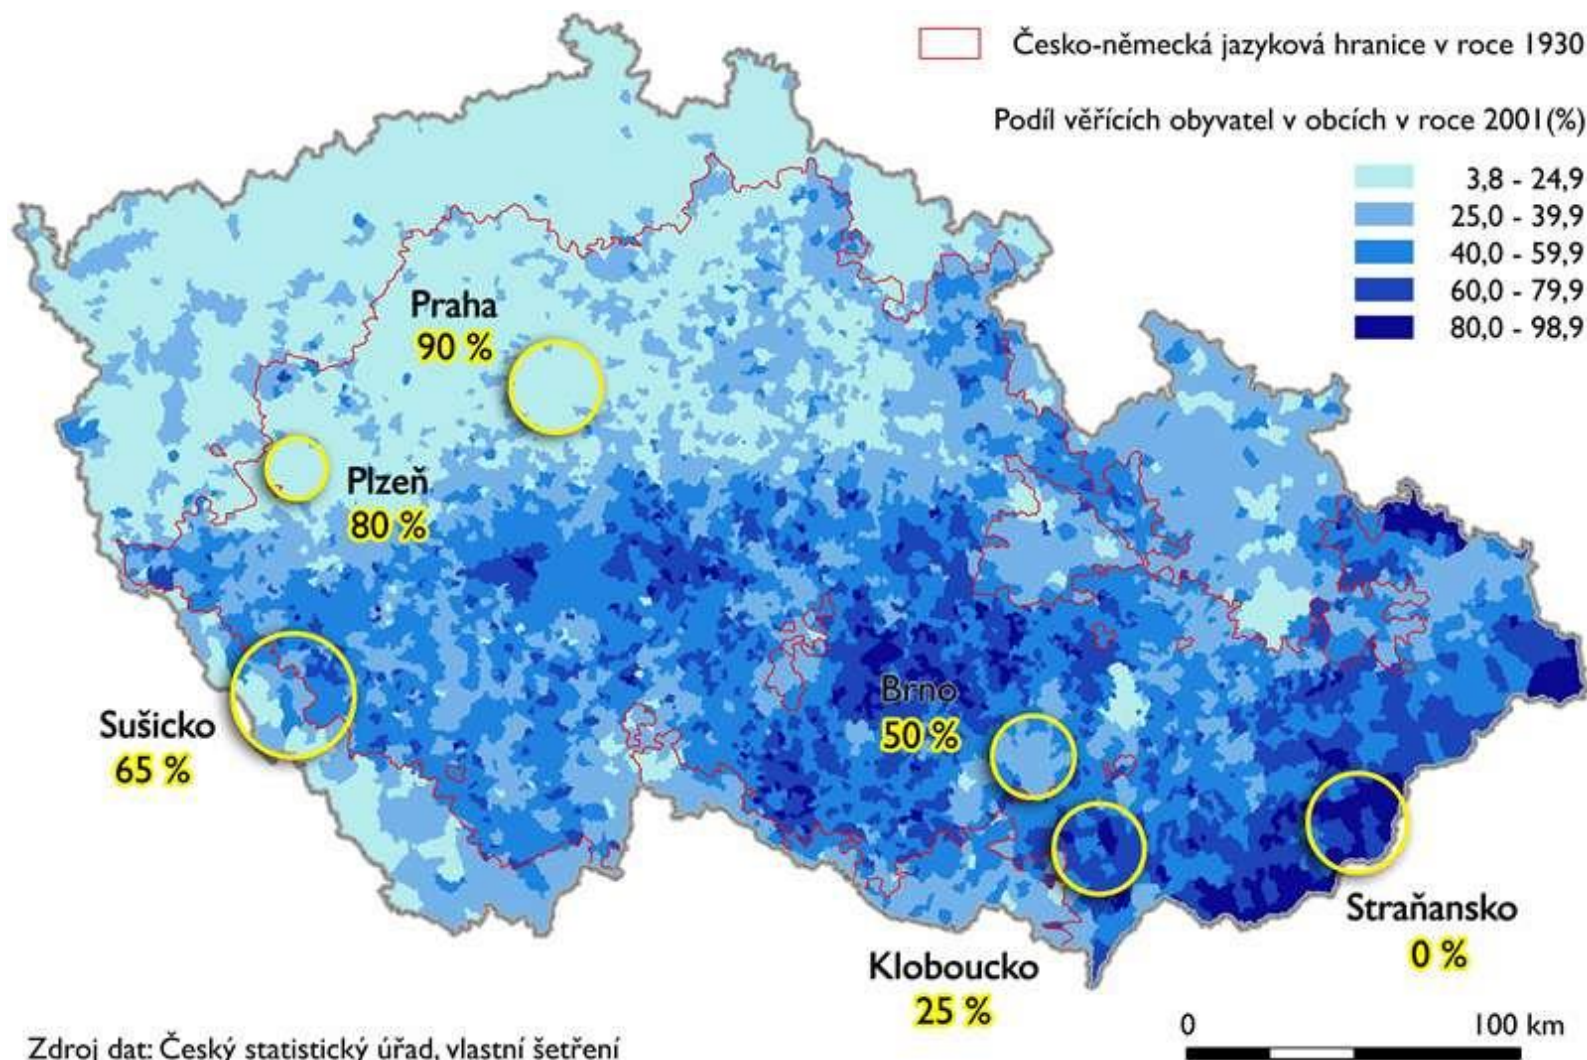 Česko-německá jazyková hranice v roce 1930
Podíl věřících obyvatel v obcích v roce 2001(%)
3,8 - 24,9
25,0 - 39,9
40,0 - 59,9
60,0 - 79,9
80,0 - 98,9
Praha
90 %
Plzeň
80 %
Sušicko
65 %
Brno
50 %
Straňansko
0 %
Kloboucko
25 %
0 100 km
Zdroj dat: Český statistický úřad, vlastní šetření